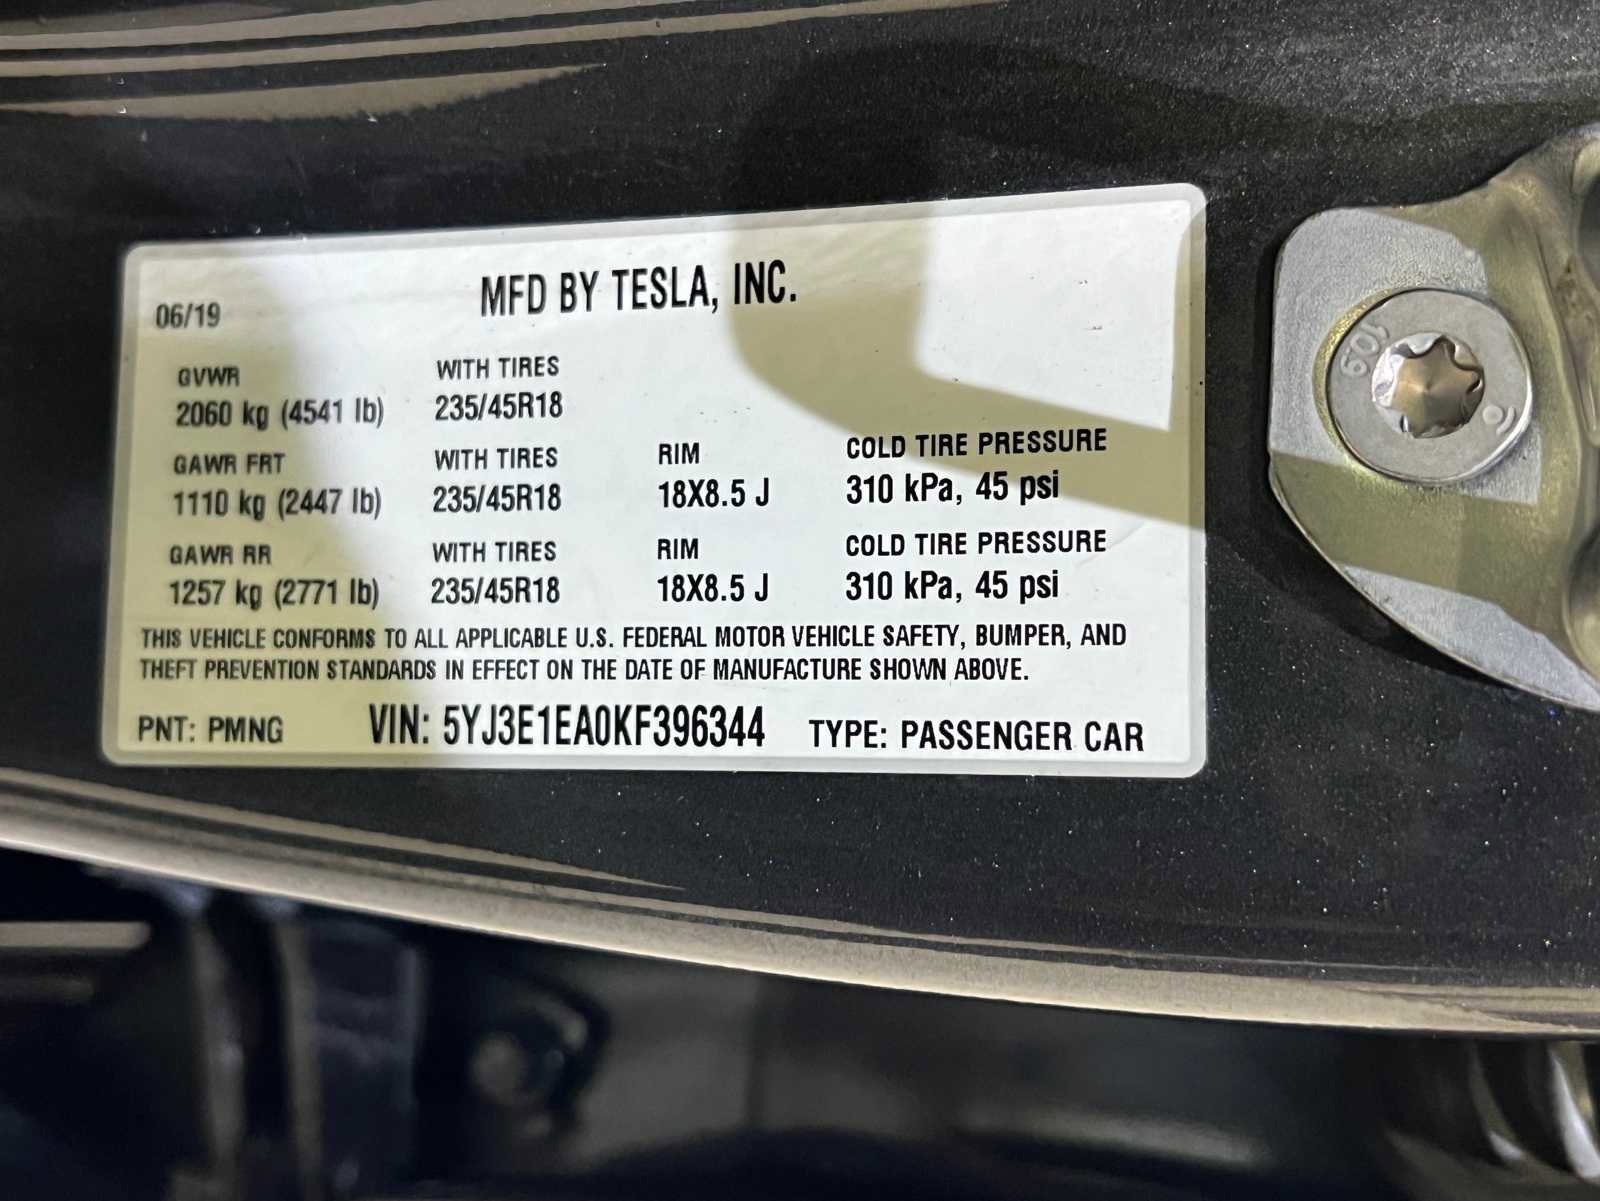 MFD BY TESLA, INC.
06/19
GVWR WITH TIRES
2060 kg (4541 lb) 235/45R18
GAWR FRT WITH TIRES RIM COLD TIRE PRESSURE
1110 kg (2447 lb) 235/45R18 18X8.5 J 310 kPa, 45 psi
GAWR RR WITH TIRES RIM COLD TIRE PRESSURE
1257 kg (2771 lb) 235/45R18 18X8.5 J 310 kPa, 45 psi
THIS VEHICLE CONFORMS TO ALL APPLICABLE U.S. FEDERAL MOTOR VEHICLE SAFETY, BUMPER, AND
THEFT PREVENTION STANDARDS IN EFFECT ON THE DATE OF MANUFACTURE SHOWN ABOVE.
PNT: PMNG VIN: 5YJ3E1EA0KF396344 TYPE: PASSENGER CAR